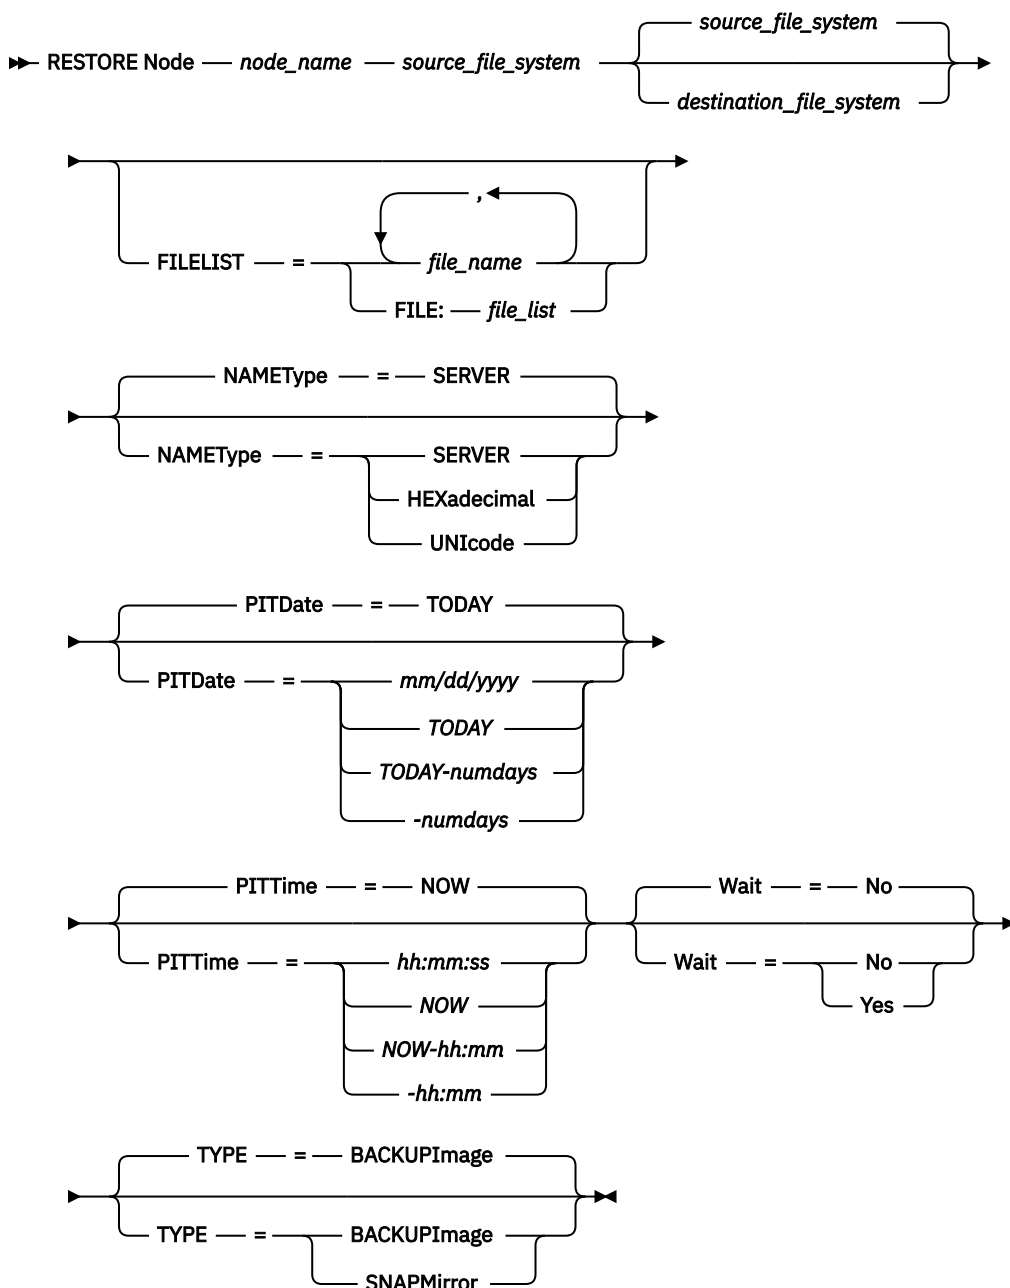 source_file_system
RESTORE Node node_name source_file_system
destination_file_system
,
FILELIST = file_name
FILE: file_list
NAMEType = SERVER
NAMEType = SERVER
HEXadecimal
UNIcode
PITDate = TODAY
PITDate = mm/dd/yyyy
TODAY
TODAY-numdays
-numdays
PITTime = NOW Wait = No
PITTime = hh:mm:ss Wait = No
NOW Yes
NOW-hh:mm
-hh:mm
TYPE = BACKUPImage
TYPE = BACKUPImage
SNAPMirror